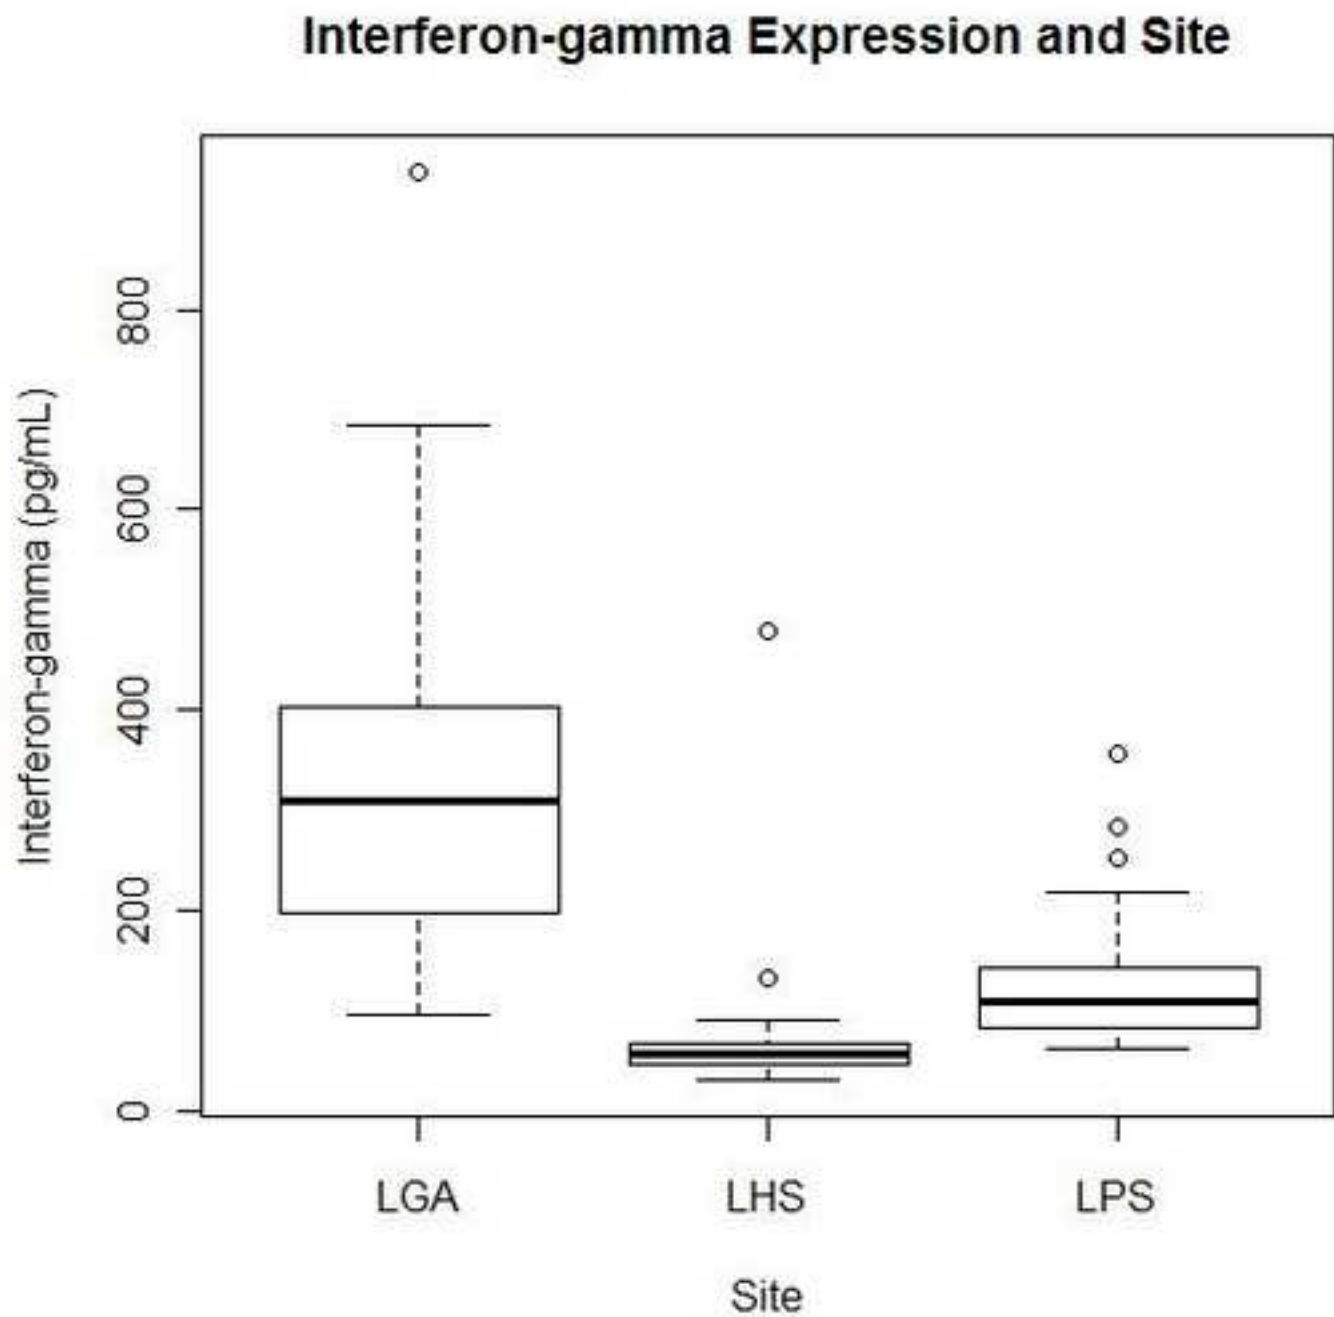 Interferon-gamma Expression and Site
Interferon-gamma (pg/mL)
800
600
400
200
0
LGA LHS LPS
Site